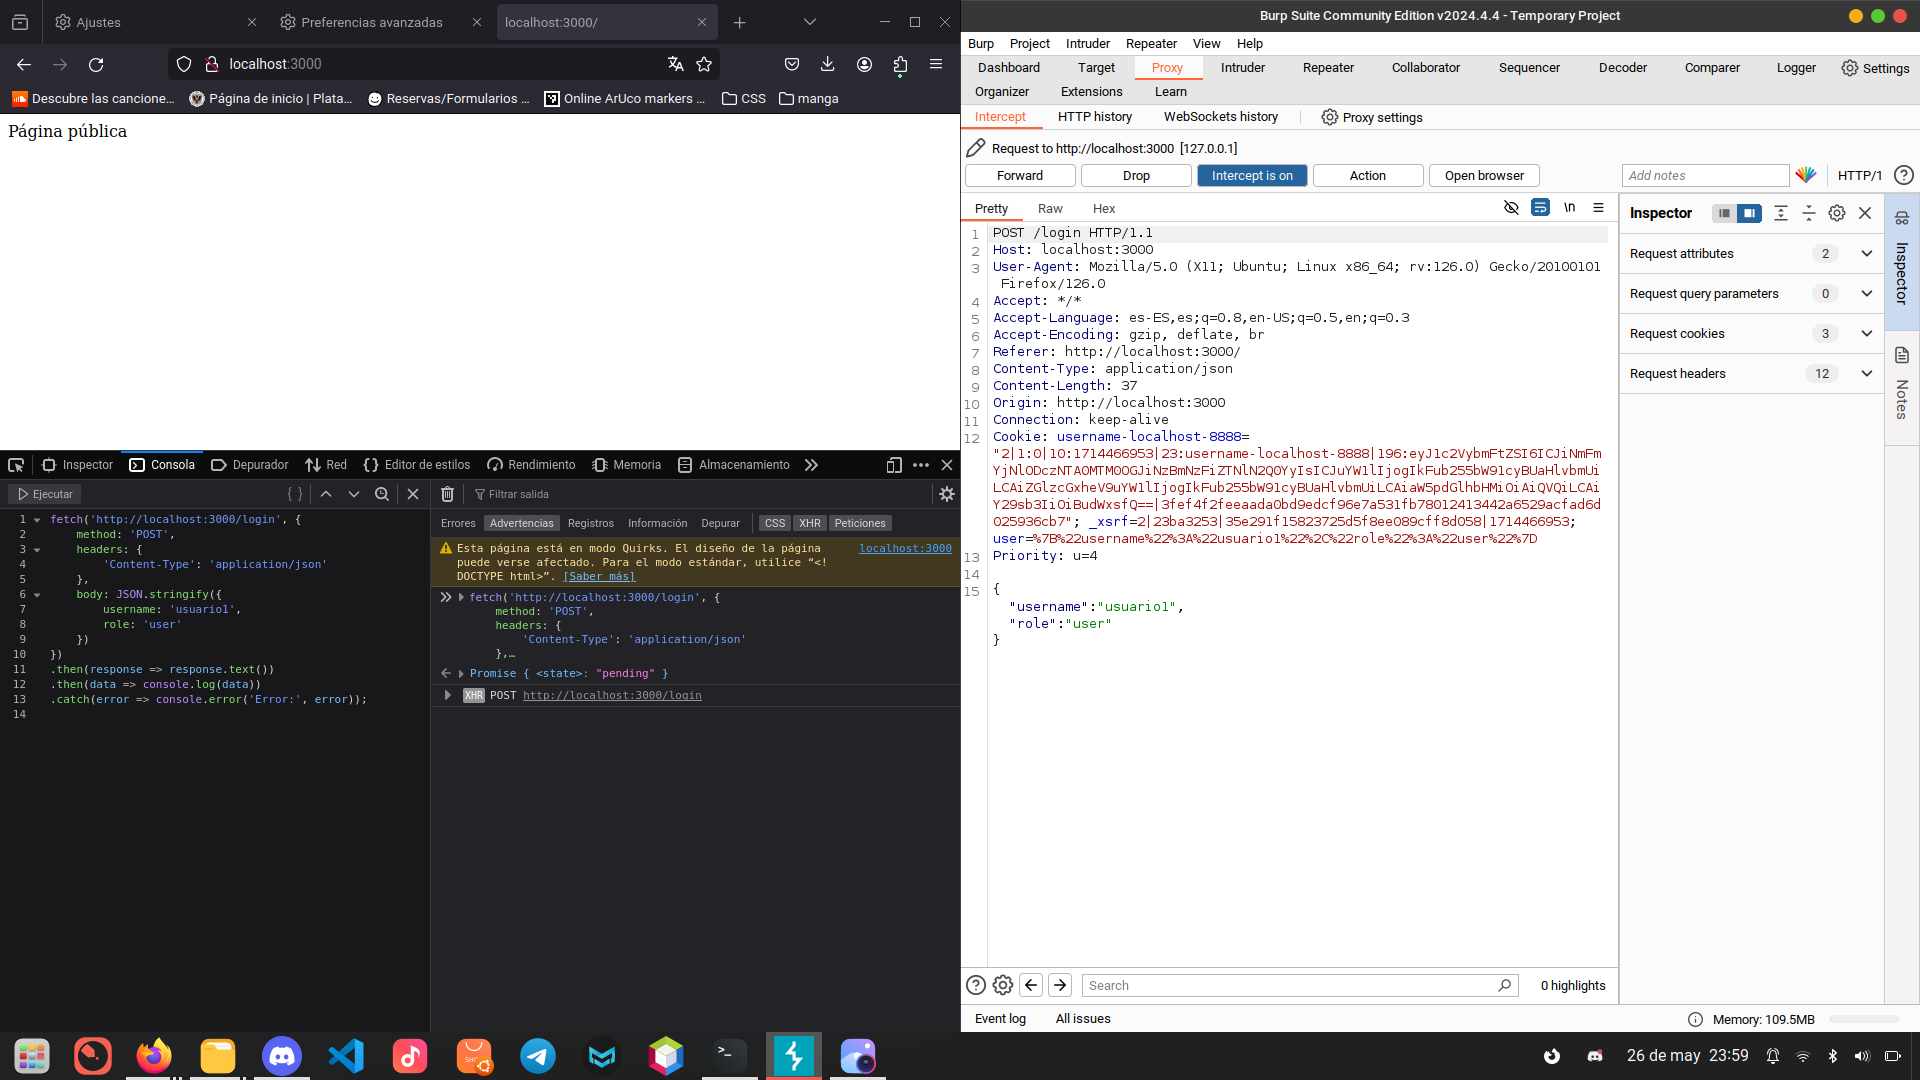 Ajustes
Preferencias avanzadas
localhost:3000/
localhost:3000
Descubre las cancione...
Página de inicio | Plata...
Reservas/Formularios ...
Online ArUco markers ...
CSS
manga
Página pública
Inspector
Consola
Depurador
Red
Editor de estilos
Rendimiento
Memoria
Almacenamiento
Ejecutar
Filtrar salida
1 fetch('http://localhost:3000/login', {
2 method: 'POST',
3 headers: {
4 'Content-Type': 'application/json'
5 },
6 body: JSON.stringify({
7 username: 'usuario1',
8 role: 'user'
9 })
10 })
11 .then(response => response.text())
12 .then(data => console.log(data))
13 .catch(error => console.error('Error:', error));
14
Errores Advertencias Registros Información Depurar CSS XHR Peticiones
Esta página está en modo Quirks. El diseño de la página localhost:3000
puede verse afectado. Para el modo estándar, utilice “<!
DOCTYPE html>”. [Saber más]
fetch('http://localhost:3000/login', {
method: 'POST',
headers: {
'Content-Type': 'application/json'
},…
Promise { <state>: "pending" }
XHR POST http://localhost:3000/login
Burp Suite Community Edition v2024.4.4 - Temporary Project
Burp Project Intruder Repeater View Help
Dashboard Target Proxy Intruder Repeater Collaborator Sequencer Decoder Comparer Logger Settings
Organizer Extensions Learn
Intercept HTTP history WebSockets history Proxy settings
Request to http://localhost:3000 [127.0.0.1]
Forward Drop Intercept is on Action Open browser Add notes HTTP/1
Pretty Raw Hex \n
1 POST /login HTTP/1.1
2 Host: localhost:3000
3 User-Agent: Mozilla/5.0 (X11; Ubuntu; Linux x86_64; rv:126.0) Gecko/20100101
Firefox/126.0
4 Accept: */*
5 Accept-Language: es-ES,es;q=0.8,en-US;q=0.5,en;q=0.3
6 Accept-Encoding: gzip, deflate, br
7 Referer: http://localhost:3000/
8 Content-Type: application/json
9 Content-Length: 37
10 Origin: http://localhost:3000
11 Connection: keep-alive
12 Cookie: username-localhost-8888=
"2|1:0|10:1714466953|23:username-localhost-8888|196:eyJ1c2VybmFtZSI6ICJiNmFm
YjNlODczNTA0MTM0OGJiNzBmNzFiZTNlN2Q0YyIsICJuYW1lIjogIkFub255bW91cyBUaHlvbmUi
LCAiZGlzcGxheV9uYW1lIjogIkFub255bW91cyBUaHlvbmUiLCAiaW5pdGlhbHMiOiAiQVQiLCAi
Y29sb3IiOiBudWxsfQ==|3fef4f2feeaada0bd9edcf96e7a531fb78012413442a6529acfad6d
025936cb7"; _xsrf=2|23ba3253|35e291f15823725d5f8ee089cff8d058|1714466953;
user=%7B%22username%22%3A%22usuario1%22%2C%22role%22%3A%22user%22%7D
13 Priority: u=4
14
15 {
"username":"usuario1",
"role":"user"
}
Search
0 highlights
Inspector
Request attributes 2
Request query parameters 0
Request cookies 3
Request headers 12
Inspector
Notes
Event log All issues
Memory: 109.5MB
26 de may 23:59